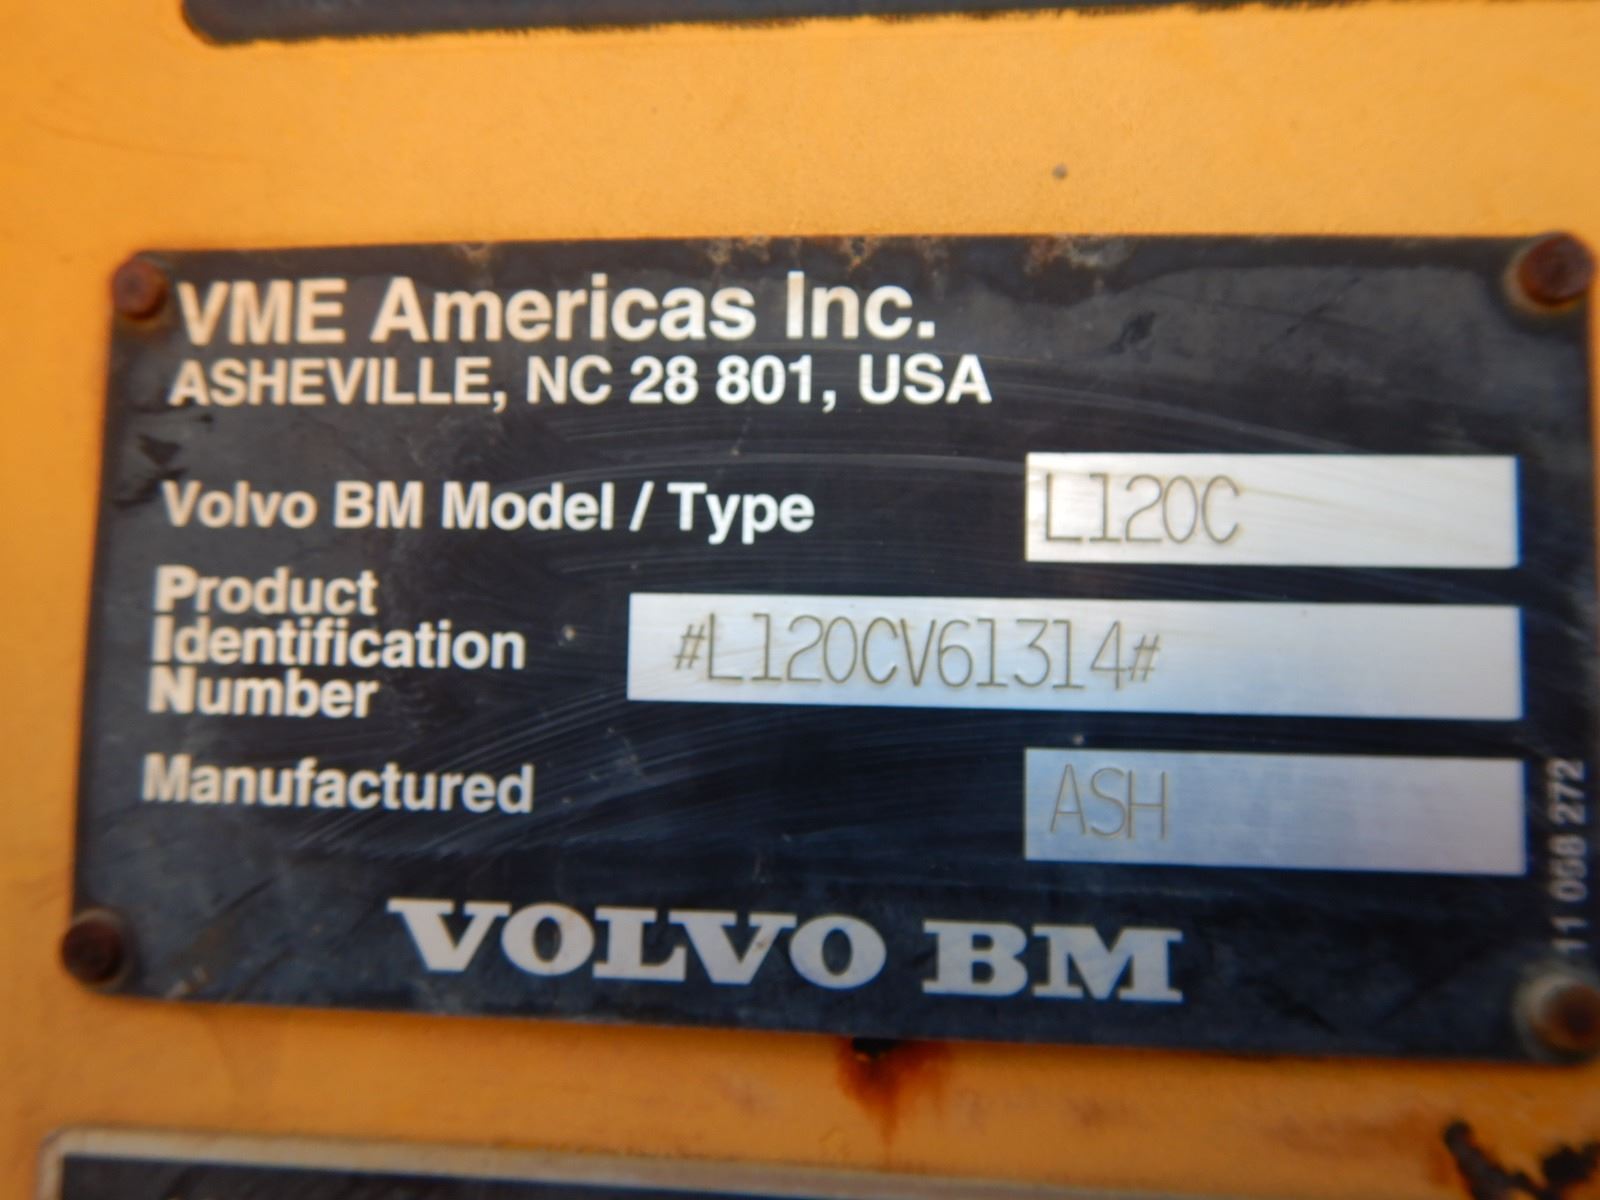 VME Americas Inc.
ASHEVILLE, NC 28 801, USA
Volvo BM Model / Type L120C
Product
Identification
Number
#L120CV61314#
Manufactured ASH
VOLVO BM
11 058 272